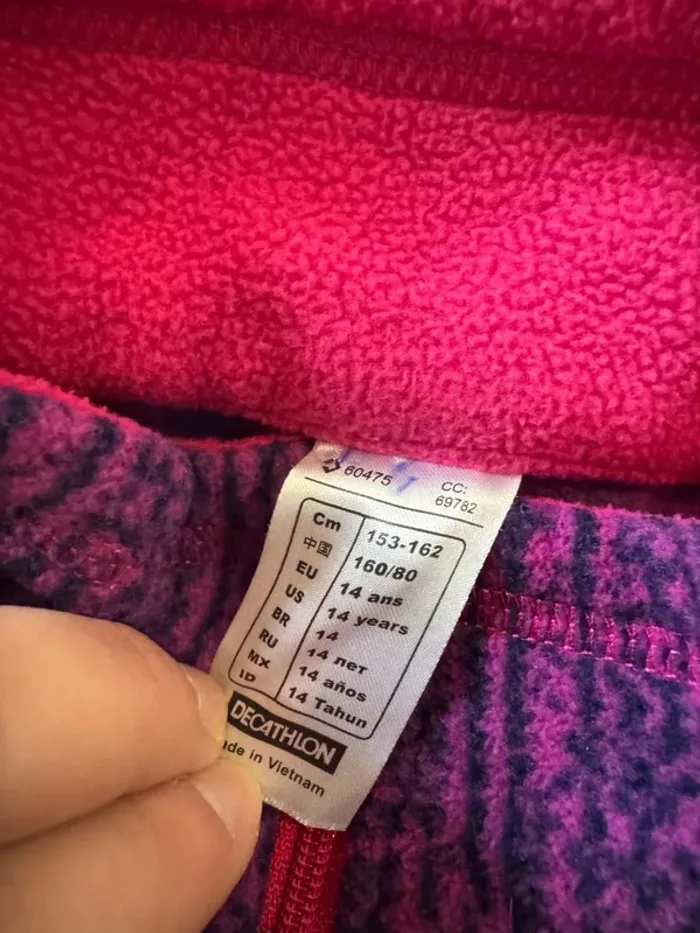 60475
CC:
69782
Cm 153-162
中国 160/80
EU 14 ans
US 14 years
BR 14
RU 14 лет
MX 14 años
ID 14 Tahun
DECATHLON
ade in Vietnam